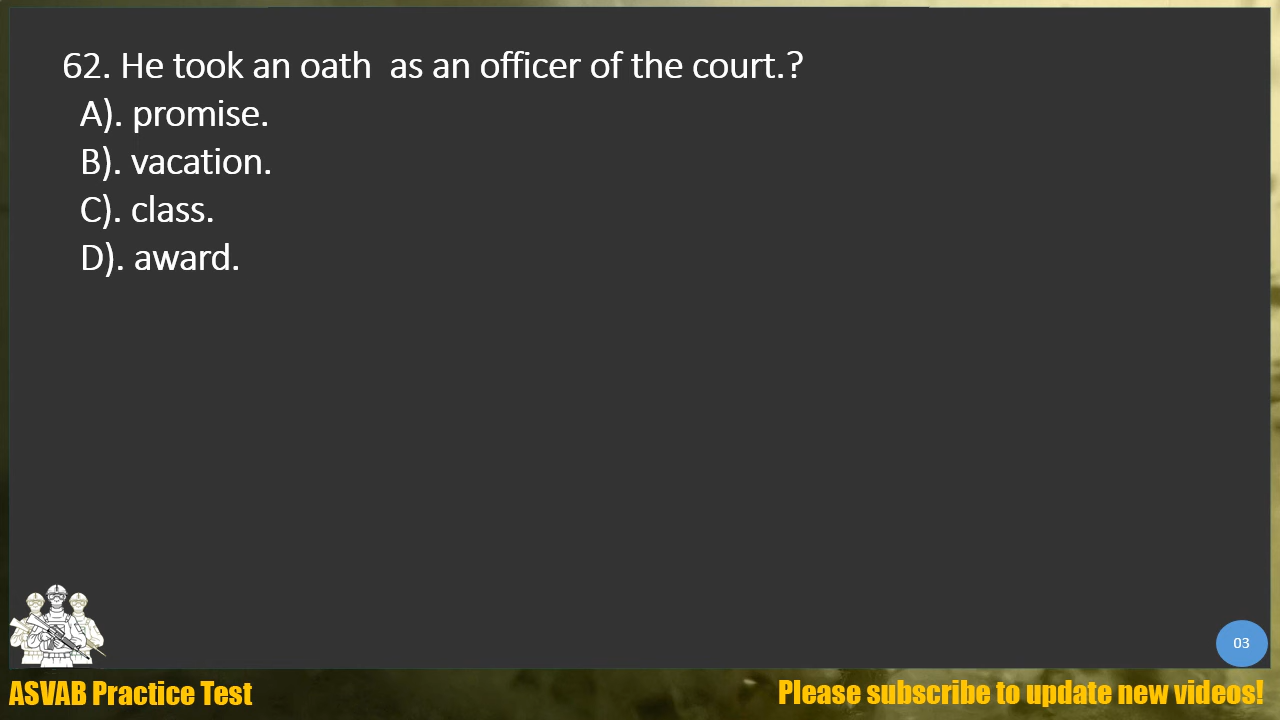 62. He took an oath  as an officer of the court.?
A). promise.
B). vacation.
C). class.
D). award.
03
ASVAB Practice Test
Please subscribe to update new videos!